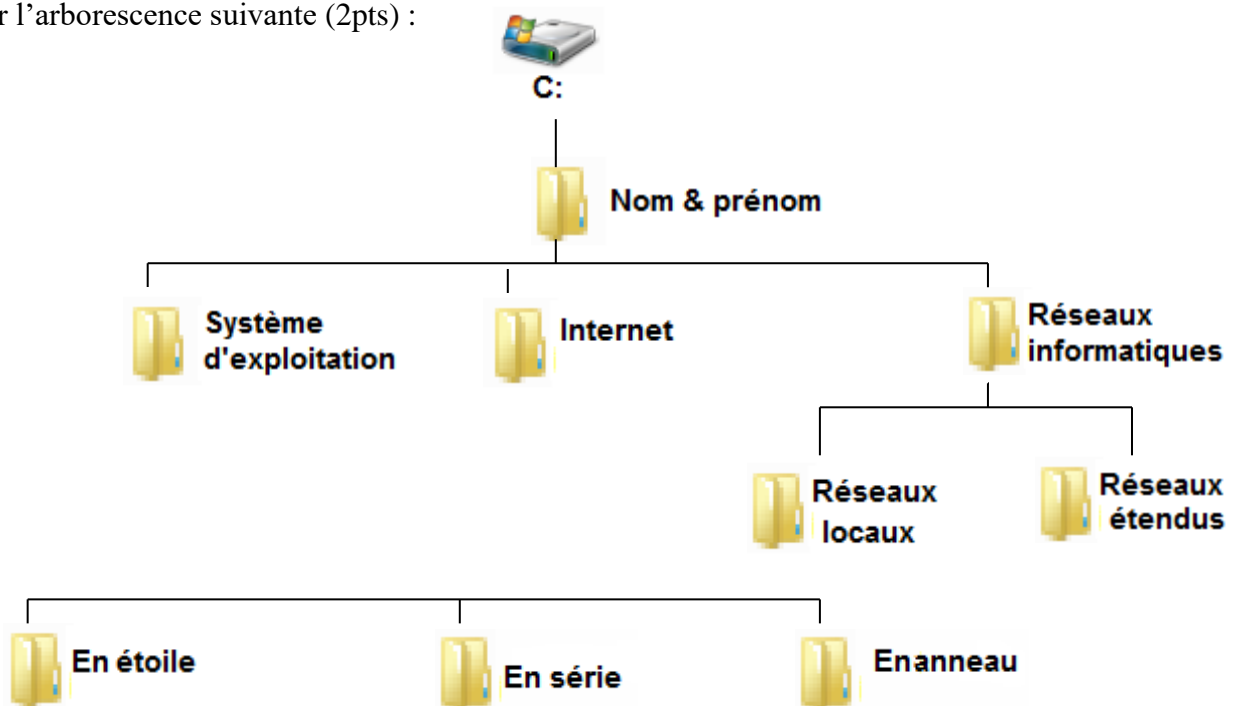 r l’arborescence suivante (2pts) :
C:
Nom & prénom
Système
d'exploitation
Internet
Réseaux
informatiques
Réseaux
locaux
Réseaux
étendus
En étoile
En série
Enanneau